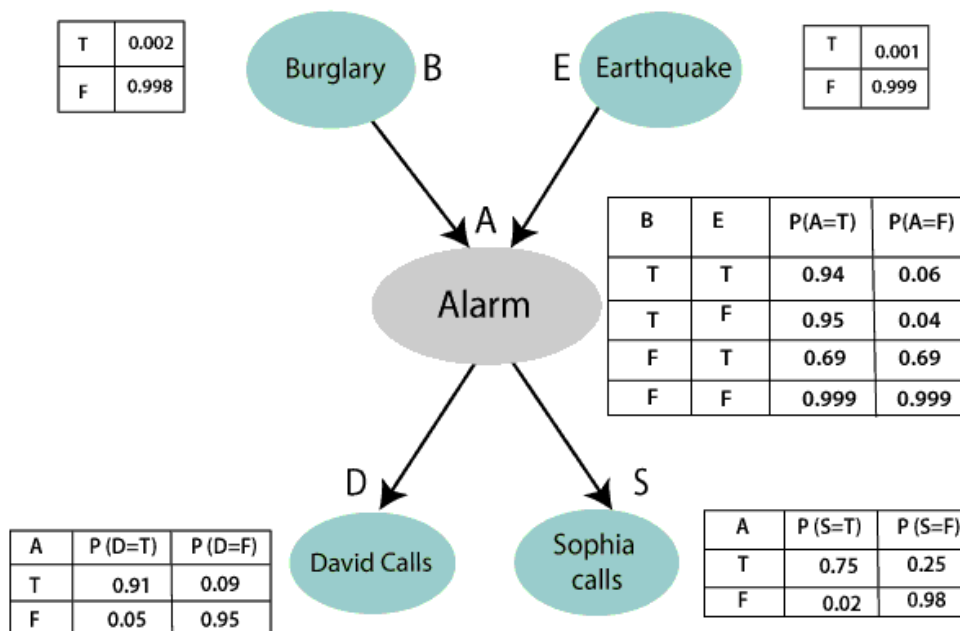 T 0.002
F 0.998
Burglary B
E Earthquake
T 0.001
F 0.999
A
Alarm
B E P(A=T) P(A=F)
T T 0.94 0.06
T F 0.95 0.04
F T 0.69 0.69
F F 0.999 0.999
D
S
David Calls
Sophia
calls
A P (D=T) P (D=F)
T 0.91 0.09
F 0.05 0.95
A P (S=T) P (S=F)
T 0.75 0.25
F 0.02 0.98